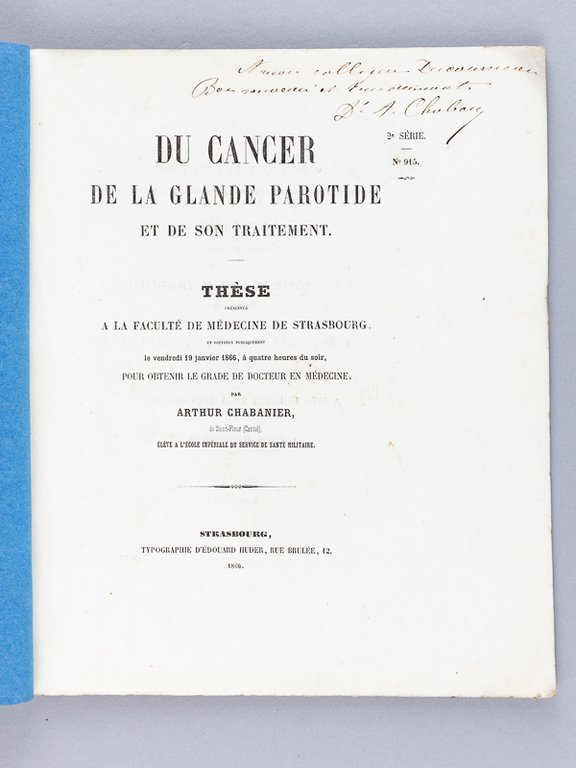 A mon collègue Ducourneau
Bon souvenir et
Dr A. Chaban
2e SÉRIE.
No 915.
DU CANCER
DE LA GLANDE PAROTIDE
ET DE SON TRAITEMENT.
THÈSE
PRÉSENTÉE
A LA FACULTÉ DE MÉDECINE DE STRASBOURG,
ET SOUTENUE PUBLIQUEMENT
le vendredi 19 janvier 1866, à quatre heures du soir,
POUR OBTENIR LE GRADE DE DOCTEUR EN MÉDECINE,
PAR
ARTHUR CHABANIER,
de Saint-Flour (Cantal),
ÉLÈVE A L'ÉCOLE IMPÉRIALE DU SERVICE DE SANTÉ MILITAIRE.
STRASBOURG,
TYPOGRAPHIE D'ÉDOUARD HUDER, RUE BRULÉE, 12.
1866.